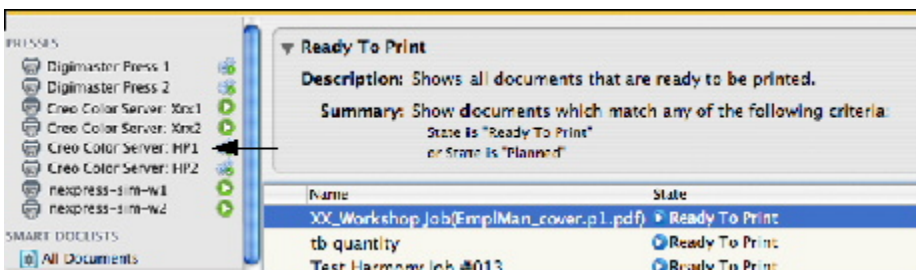 PRESSES
Digimaster Press 1
Digimaster Press 2
Creo Color Server: Xrx1
Creo Color Server: Xrx2
Creo Color Server: HP1
Creo Color Server: HP2
nexpress-sim-w1
nexpress-sim-w2
SMART DOCLISTS
All Documents
Ready To Print
Description: Shows all documents that are ready to be printed.
Summary: Show documents which match any of the following criteria:
State is "Ready To Print"
or State is "Planned"
Name State
XX_Workshop Job(EmplMan_cover.p1.pdf) Ready To Print
tb quantity Ready To Print
Test Harmony Job #013 Ready To Print